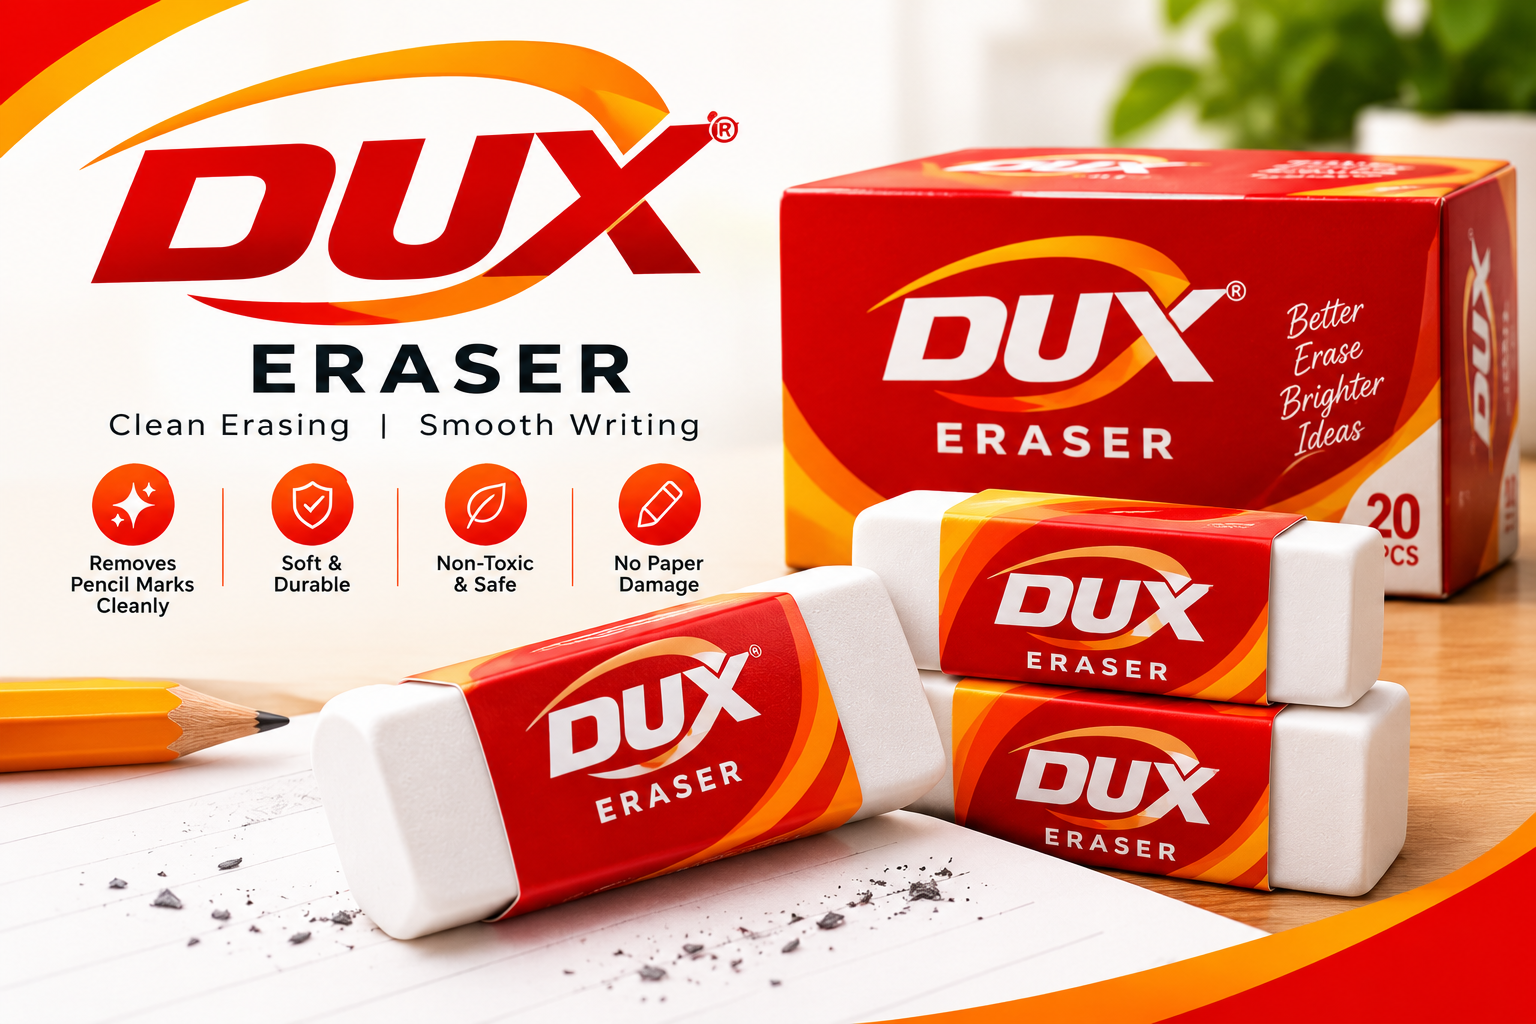 DUX®
ERASER
Clean Erasing | Smooth Writing
Removes
Pencil Marks
Cleanly
Soft &
Durable
Non-Toxic
& Safe
No Paper
Damage
DUX®
ERASER
Better
Erase
Brighter
Ideas
20
PCS
DUX
DUX
DUX
ERASER
DUX®
ERASER
DUX
ERASER